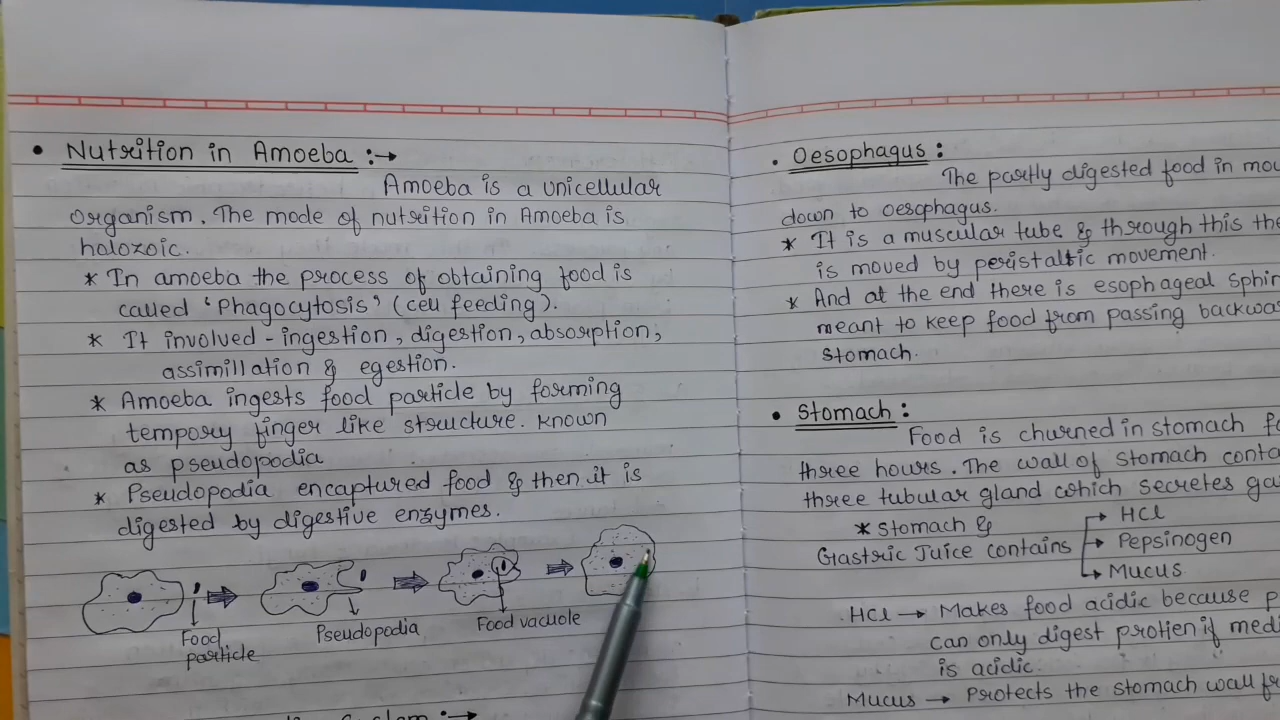 • Nutrition in Amoeba :→
Amoeba is a unicellular
organism. The mode of nutrition in Amoeba is
holozoic.
* In amoeba the process of obtaining food is
called 'Phagocytosis' (cell feeding).
* It involved - ingestion, digestion, absorption,
assimillation & egestion.
* Amoeba ingests food particle by forming
tempory finger like structure. known
as pseudopodia
* Pseudopodia encaptured food & then it is
digested by digestive enzymes.
Food
particle
Pseudopodia
Food vacuole
:→
• Oesophagus :
The partly digested food in mou
down to oesophagus.
* It is a muscular tube & through this the
is moved by peristaltic movement.
* And at the end there is esophageal sphin
meant to keep food from passing backwa
stomach.
• Stomach :
Food is churned in stomach fo
three hours. The wall of stomach conta
three tubular gland which secretes ga
* Stomach &
Gastric Juice contains
→ HCl
→ Pepsinogen
→ Mucus
HCl → Makes food acidic because p
can only digest protien if medi
is acidic.
Mucus → Protects the stomach wall fr